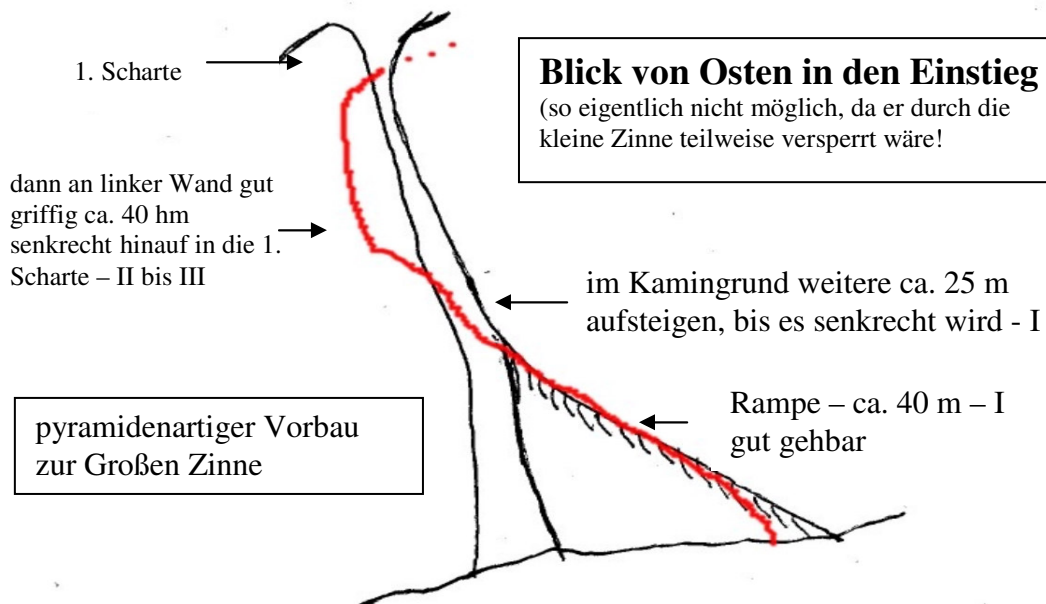 1. Scharte
Blick von Osten in den Einstieg
(so eigentlich nicht möglich, da er durch die
kleine Zinne teilweise versperrt wäre!
dann an linker Wand gut
griffig ca. 40 hm
senkrecht hinauf in die 1.
Scharte – II bis III
im Kamingrund weitere ca. 25 m
aufsteigen, bis es senkrecht wird - I
Rampe – ca. 40 m – I
gut gehbar
pyramidenartiger Vorbau
zur Großen Zinne